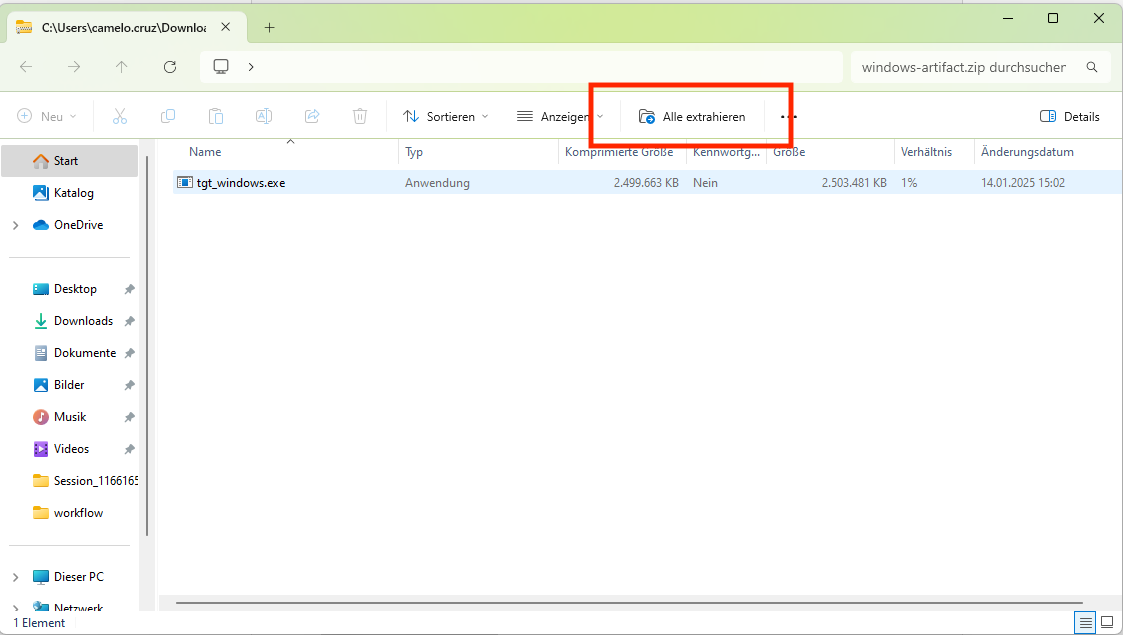 C:\Users\camelo.cruz\Downloa
windows-artifact.zip durchsuchen
Neu
Sortieren
Anzeigen
Alle extrahieren
Details
Name Typ Komprimierte Größe Kennwortg... Größe Verhältnis Änderungsdatum
tgt_windows.exe Anwendung 2.499.663 KB Nein 2.503.481 KB 1% 14.01.2025 15:02
Start
Katalog
OneDrive
Desktop
Downloads
Dokumente
Bilder
Musik
Videos
Session_1166165
workflow
Dieser PC
Netzwerk
1 Element